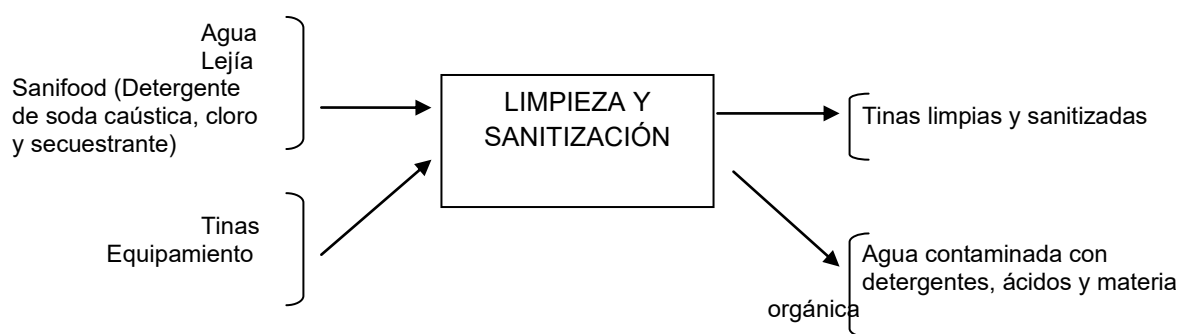 Agua
Lejía
Sanifood (Detergente
de soda caústica, cloro
y secuestrante)
Tinas
Equipamiento
LIMPIEZA Y
SANITIZACIÓN
Tinas limpias y sanitizadas
Agua contaminada con
detergentes, ácidos y materia
orgánica